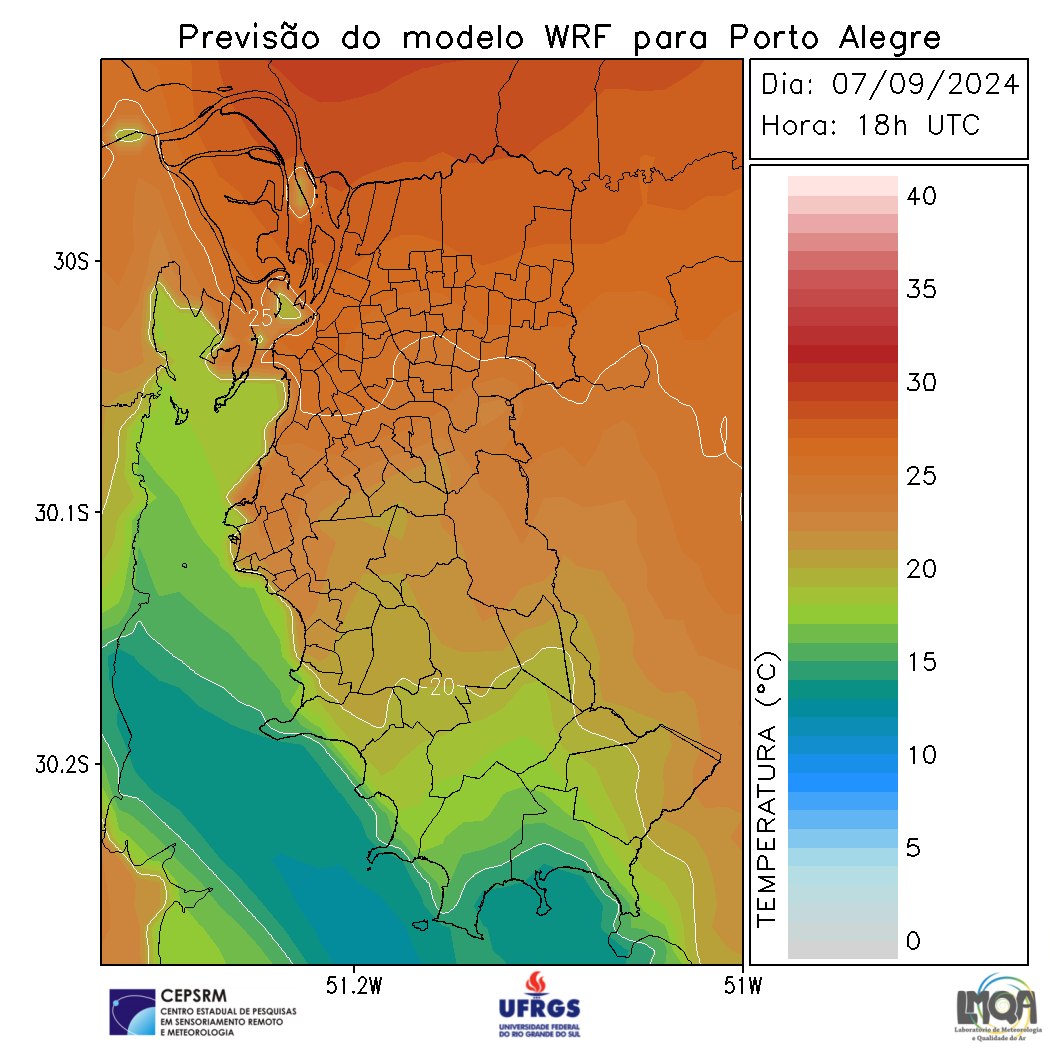 Previsão do modelo WRF para Porto Alegre
Dia: 07/09/2024
Hora: 18h UTC
40
35
30
25
20
15
10
5
0
TEMPERATURA (°C)
30S
30.1S
30.2S
51.2W
51W
25
20
CEPSRM
CENTRO ESTADUAL DE PESQUISAS
EM SENSORIAMENTO REMOTO
E METEOROLOGIA
UFRGS
UNIVERSIDADE FEDERAL
DO RIO GRANDE DO SUL
LMQA
Laboratório de Meteorologia
e Qualidade do Ar